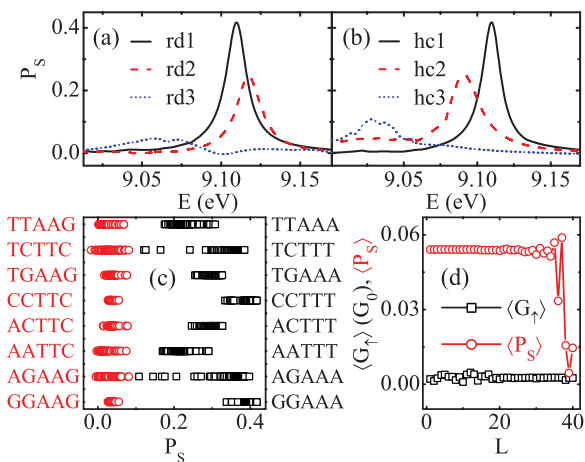 (a) rd1 rd2 rd3
(b) hc1 hc2 hc3
P_S
0.4
0.2
0.0
9.05 9.10 9.15 9.05 9.10 9.15
E (eV) E (eV)
TTAAG TTAAA
TCTTC TCTTT
TGAAG (c) TGAAA
CCTTC CCTTT
ACTTC ACTTT
AATTC AATTT
AGAAG AGAAA
GGAAG GGAAA
0.0 0.2 0.4
P_S
⟨G↑⟩ (G_0), ⟨P_S⟩
0.06
0.03
0.00
(d)
⟨G↑⟩
⟨P_S⟩
0 20 40
L